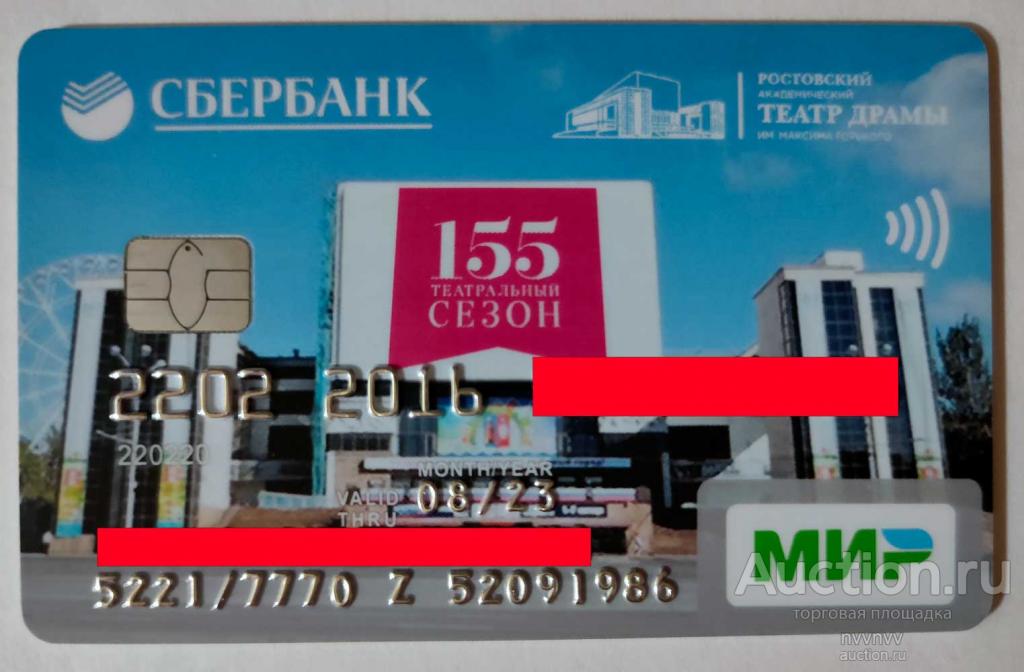 СБЕРБАНК
РОСТОВСКИЙ
АКАДЕМИЧЕСКИЙ
ТЕАТР ДРАМЫ
ИМ МАКСИМА ГОРЬКОГО
155
ТЕАТРАЛЬНЫЙ
СЕЗОН
2202 2016
220220
MONTH/YEAR
VALID THRU 08/23
5221/7770 Z 52091986
МИР
Auction.ru
торговая площадка
nvvnvv
auction.ru